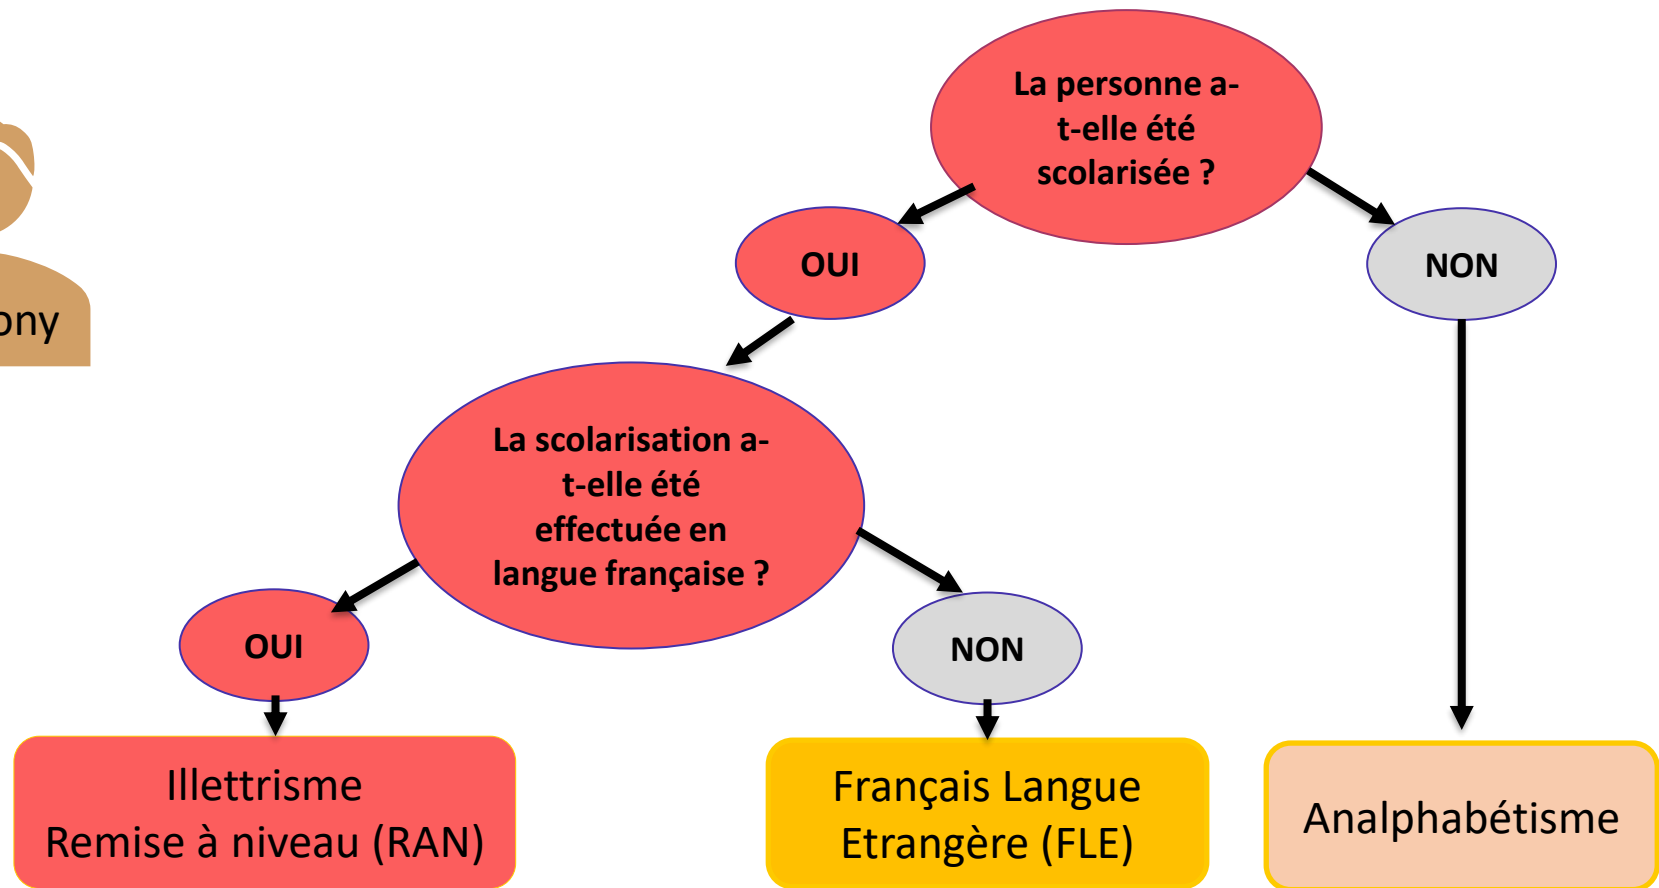 La personne a-
t-elle été
scolarisée ?
OUI
NON
ony
La scolarisation a-
t-elle été
effectuée en
langue française ?
OUI
NON
Illettrisme
Remise à niveau (RAN)
Français Langue
Etrangère (FLE)
Analphabétisme